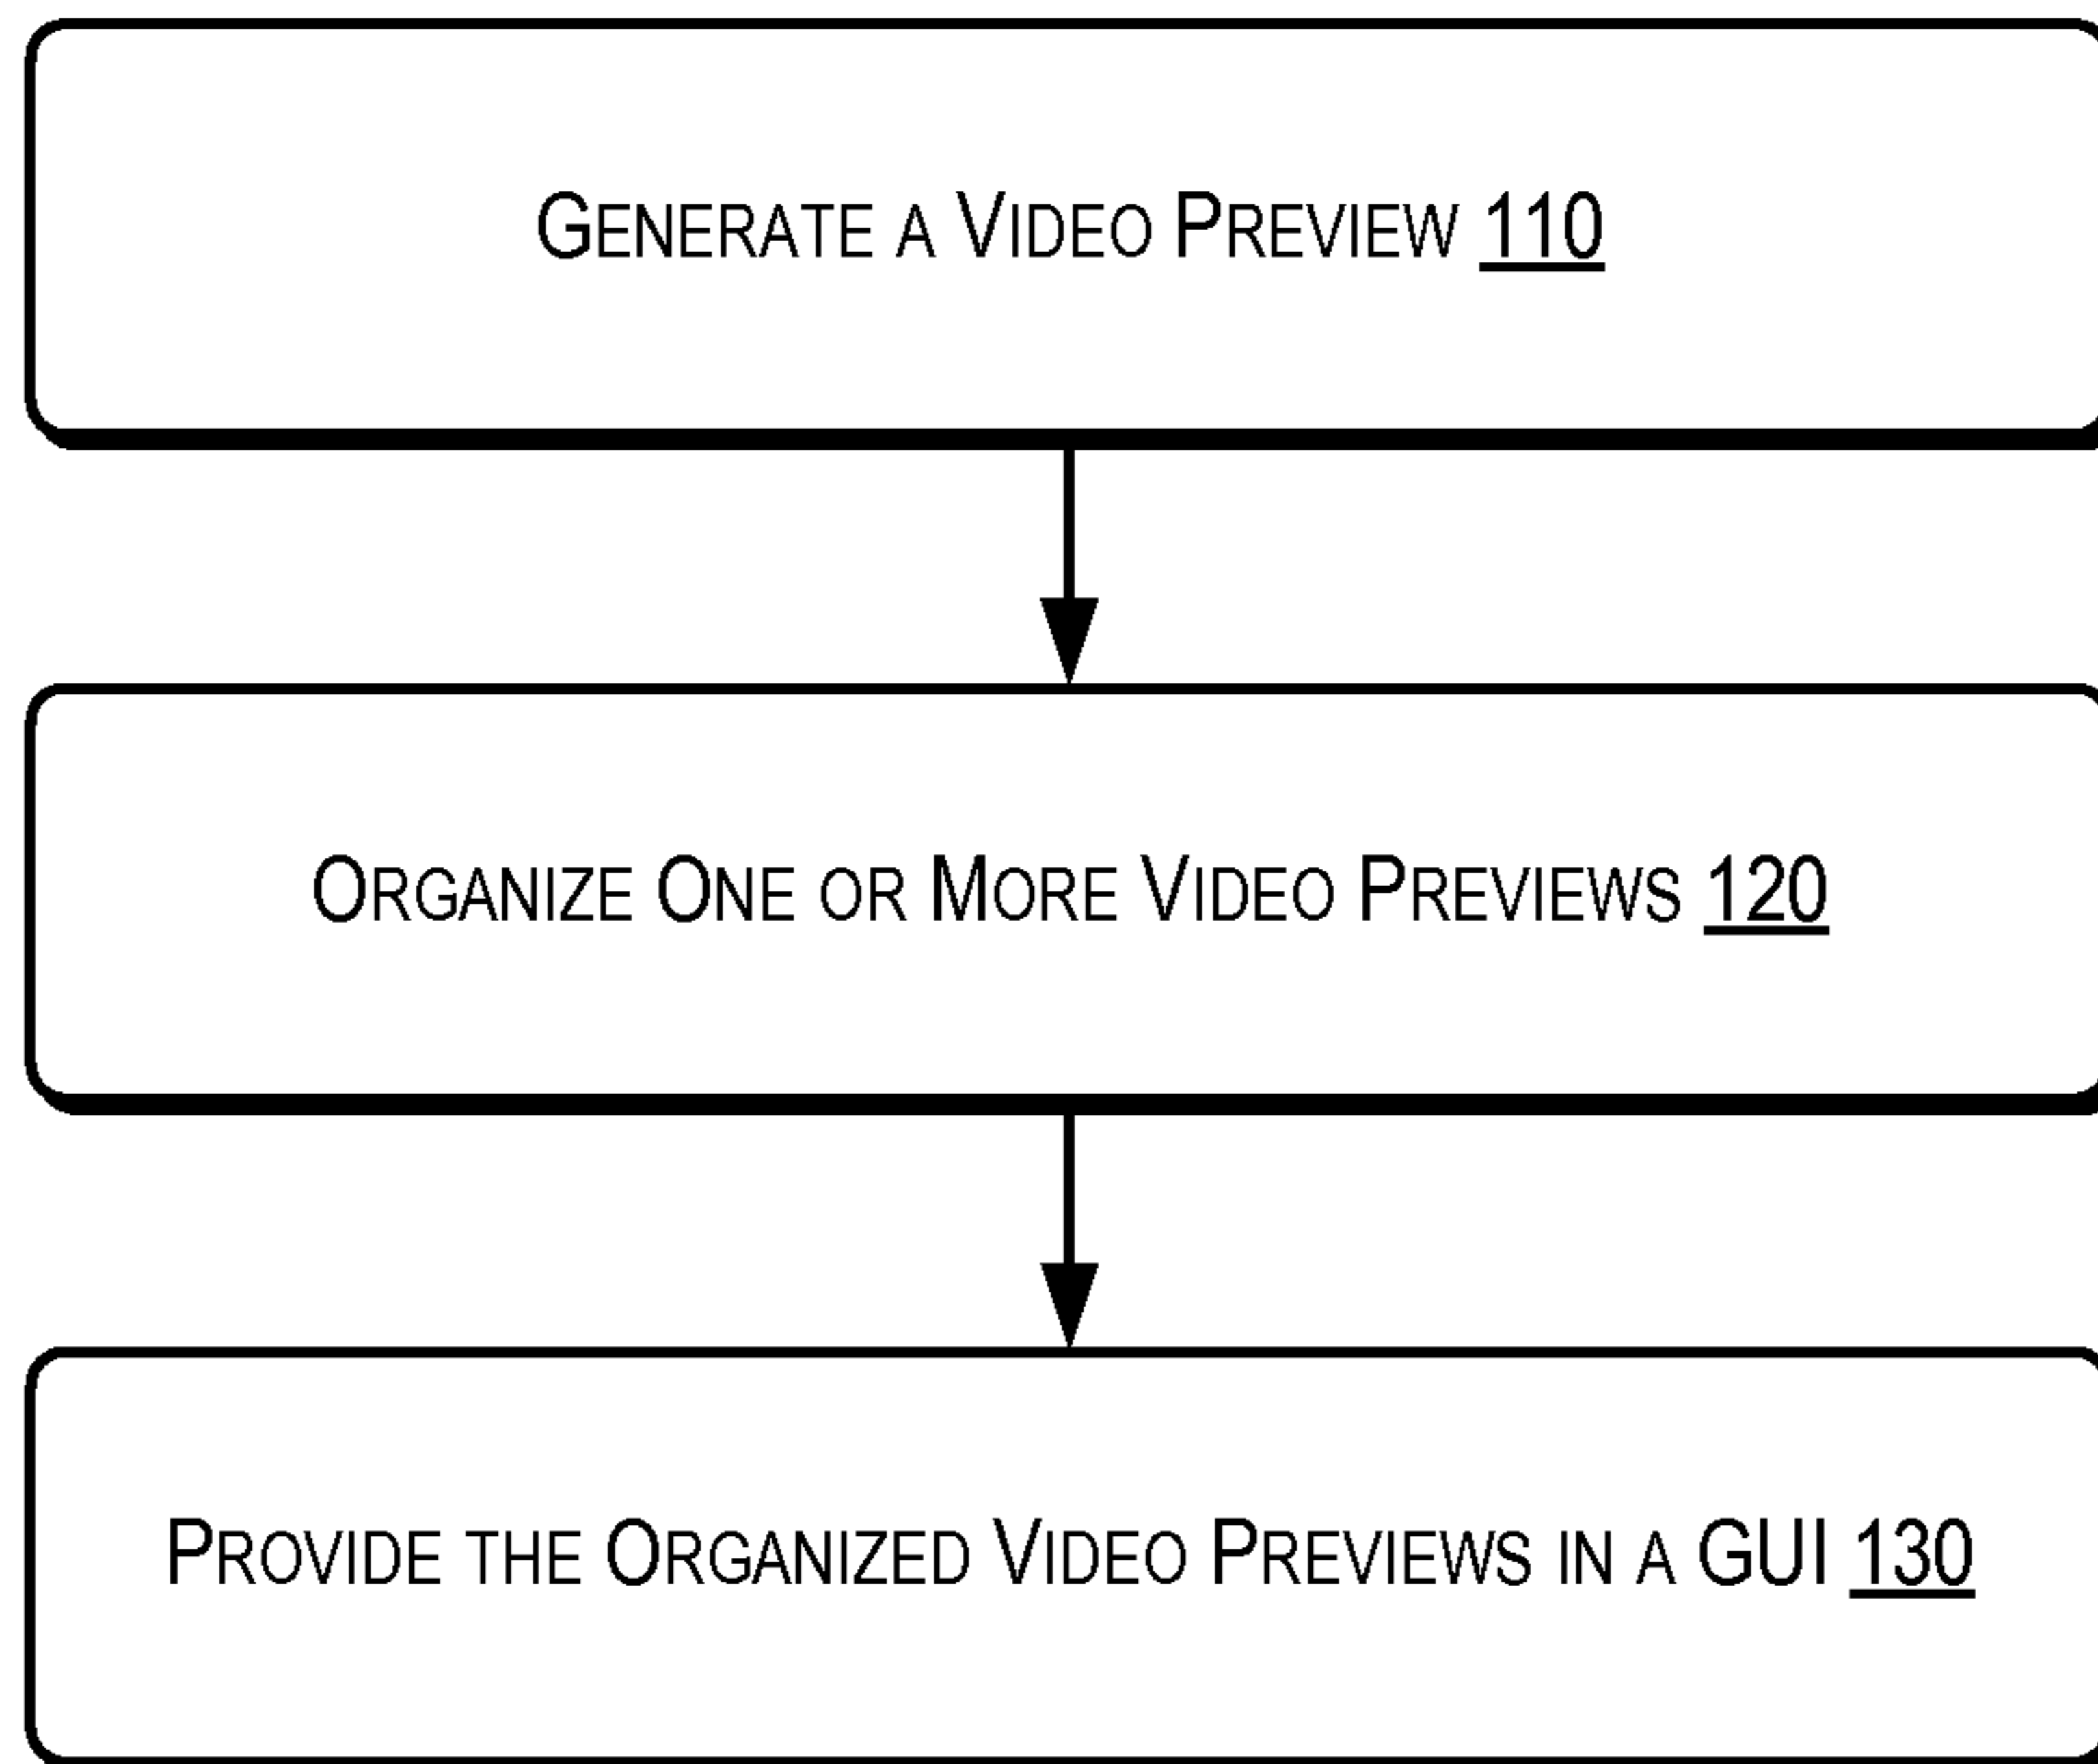 Generate a Video Preview 110
Organize One or More Video Previews 120
Provide the Organized Video Previews in a GUI 130